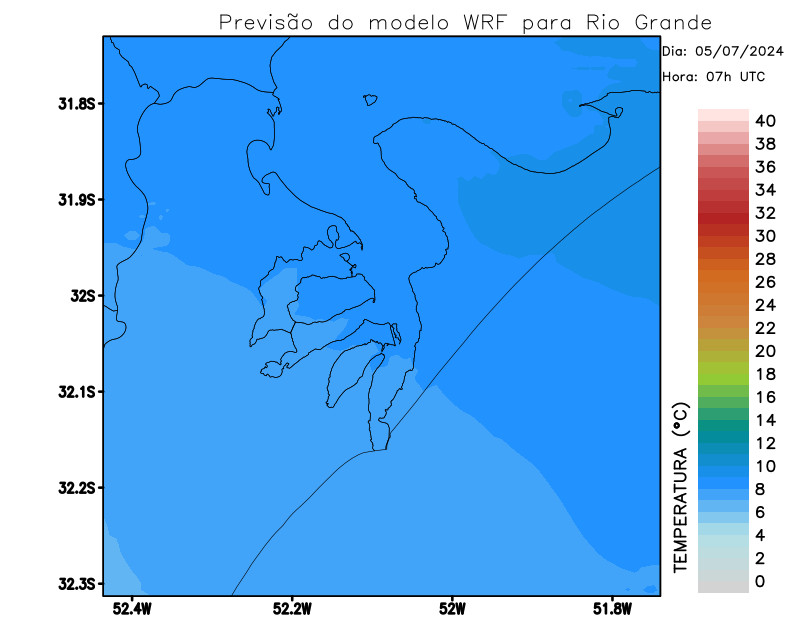 Previsão do modelo WRF para Rio Grande
Dia: 05/07/2024
Hora: 07h UTC
31.8S
31.9S
32S
32.1S
32.2S
32.3S
52.4W
52.2W
52W
51.8W
TEMPERATURA (°C)
40
38
36
34
32
30
28
26
24
22
20
18
16
14
12
10
8
6
4
2
0